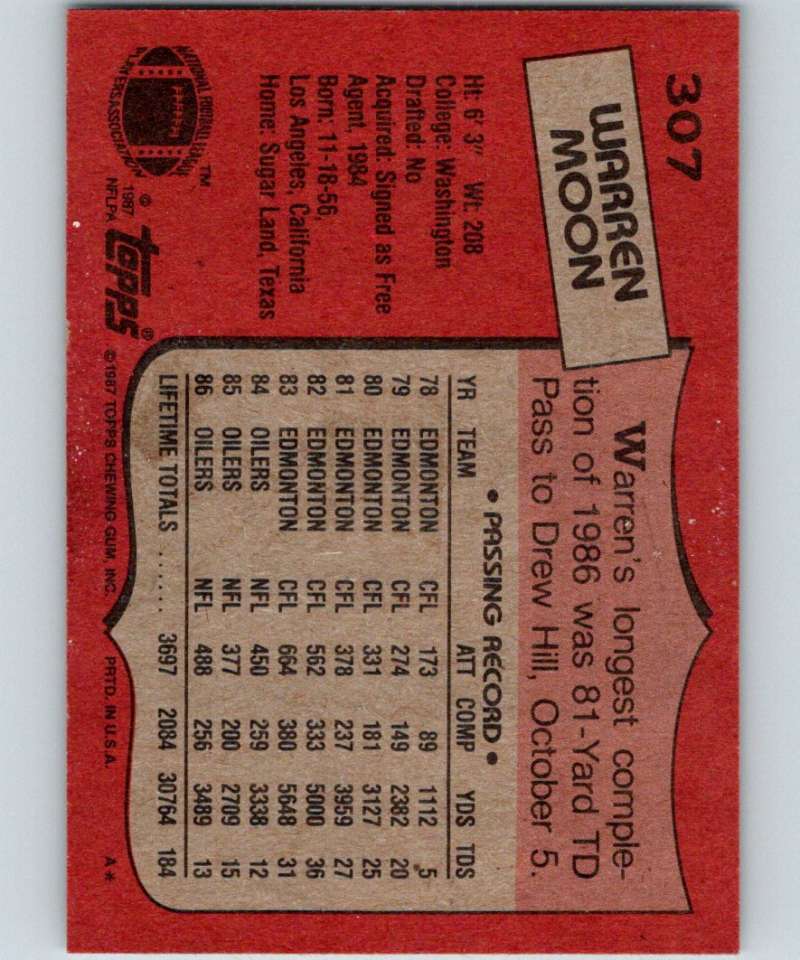 307
WARREN
MOON
Ht: 6' 3" Wt: 208
College: Washington
Drafted: No
Acquired: Signed as Free
Agent, 1984
Born: 11-18-56,
Los Angeles, California
Home: Sugar Land, Texas
NATIONAL FOOTBALL LEAGUE
PLAYERS ASSOCIATION
™
© 1987
NFLPA
topps®
Warren's longest comple-
tion of 1986 was 81-Yard TD
Pass to Drew Hill, October 5.
• PASSING RECORD •
YR TEAM ATT COMP YDS TDS
78 EDMONTON CFL 173 89 1112 5
79 EDMONTON CFL 274 149 2382 20
80 EDMONTON CFL 331 181 3127 25
81 EDMONTON CFL 378 237 3959 27
82 EDMONTON CFL 562 333 5000 36
83 EDMONTON CFL 664 380 5648 31
84 OILERS NFL 450 259 3338 12
85 OILERS NFL 377 200 2709 15
86 OILERS NFL 488 256 3489 13
LIFETIME TOTALS ...... 3697 2084 30764 184
©1987 TOPPS CHEWING GUM, INC. PRTD. IN U.S.A. A*